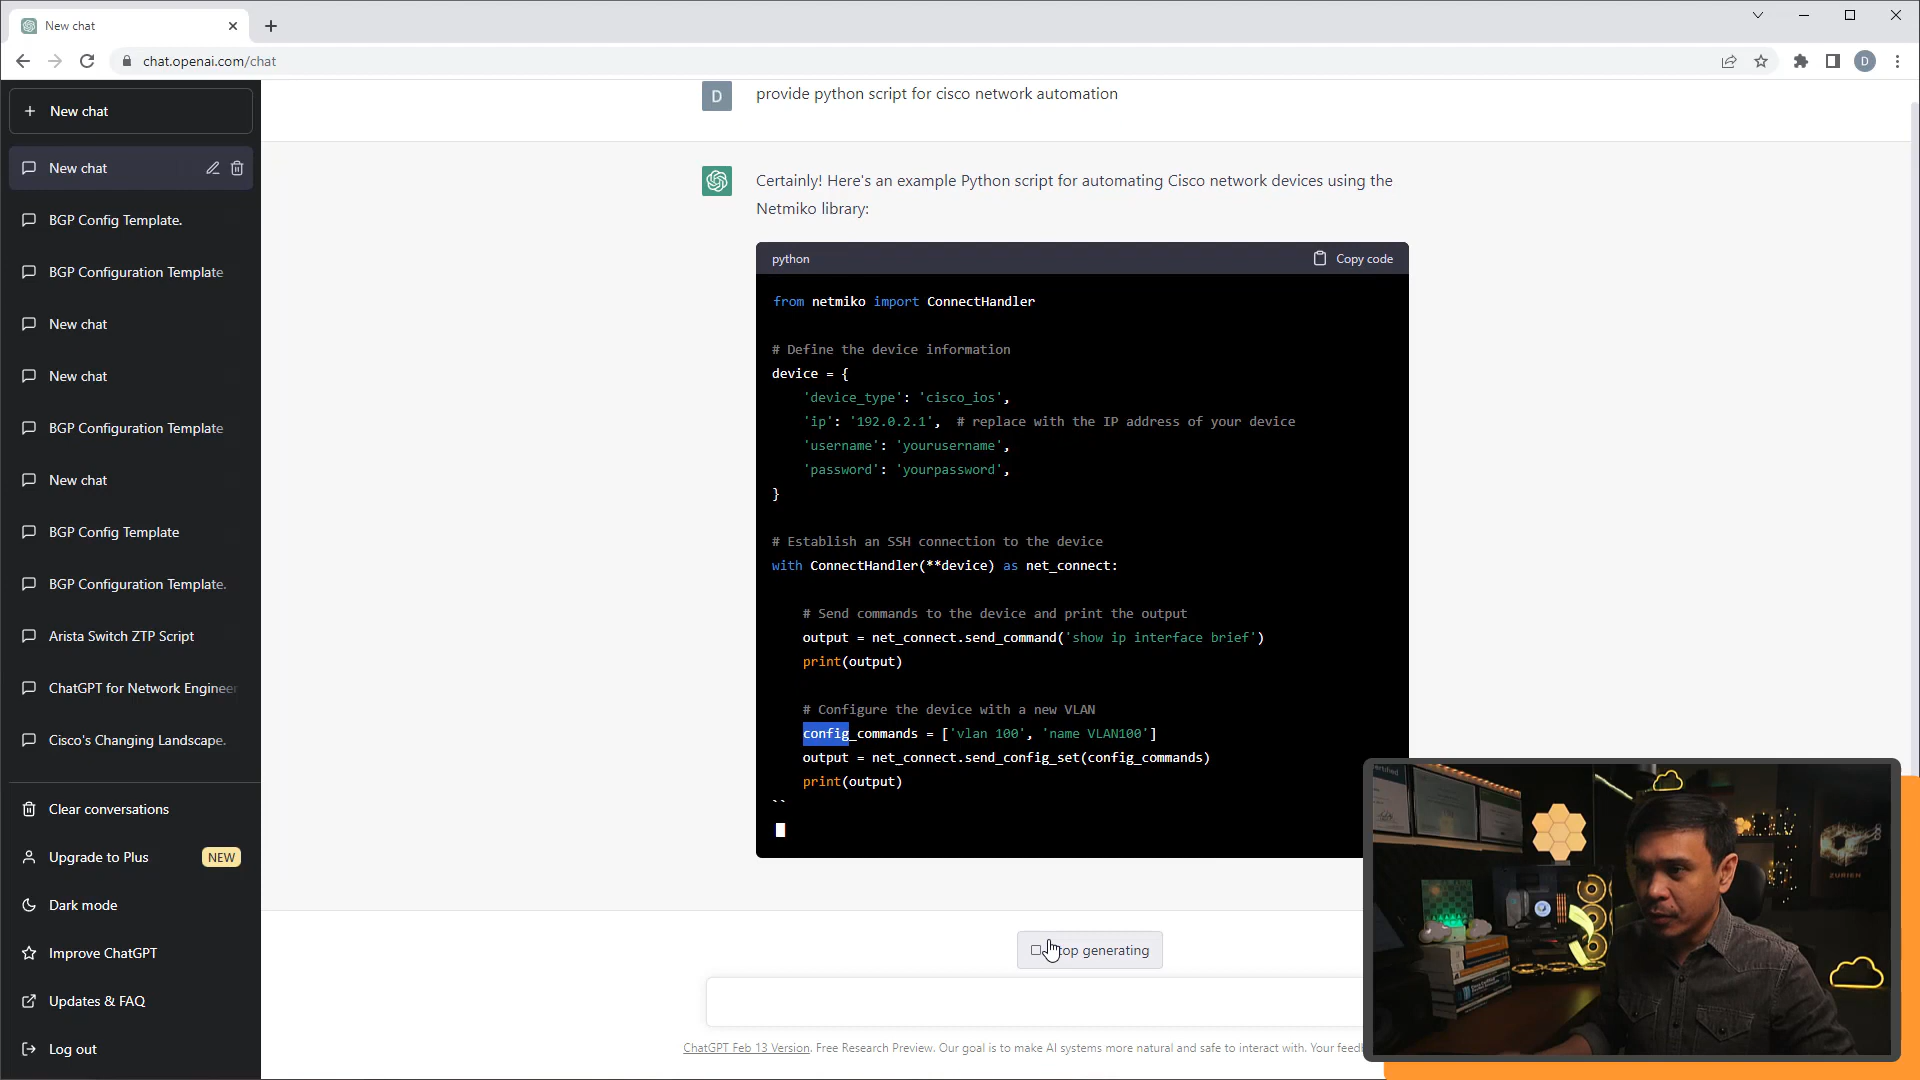 New chat
chat.openai.com/chat
D
New chat
New chat
BGP Config Template.
BGP Configuration Template
New chat
New chat
BGP Configuration Template
New chat
BGP Config Template
BGP Configuration Template.
Arista Switch ZTP Script
ChatGPT for Network Engineer
Cisco's Changing Landscape.
Clear conversations
Upgrade to Plus NEW
Dark mode
Improve ChatGPT
Updates & FAQ
Log out
D provide python script for cisco network automation
Certainly! Here's an example Python script for automating Cisco network devices using the
Netmiko library:
python Copy code
from netmiko import ConnectHandler
# Define the device information
device = {
'device_type': 'cisco_ios',
'ip': '192.0.2.1', # replace with the IP address of your device
'username': 'yourusername',
'password': 'yourpassword',
}
# Establish an SSH connection to the device
with ConnectHandler(**device) as net_connect:
# Send commands to the device and print the output
output = net_connect.send_command('show ip interface brief')
print(output)
# Configure the device with a new VLAN
config_commands = ['vlan 100', 'name VLAN100']
output = net_connect.send_config_set(config_commands)
print(output)
``
top generating
ChatGPT Feb 13 Version. Free Research Preview. Our goal is to make AI systems more natural and safe to interact with. Your feed
ZURIEN